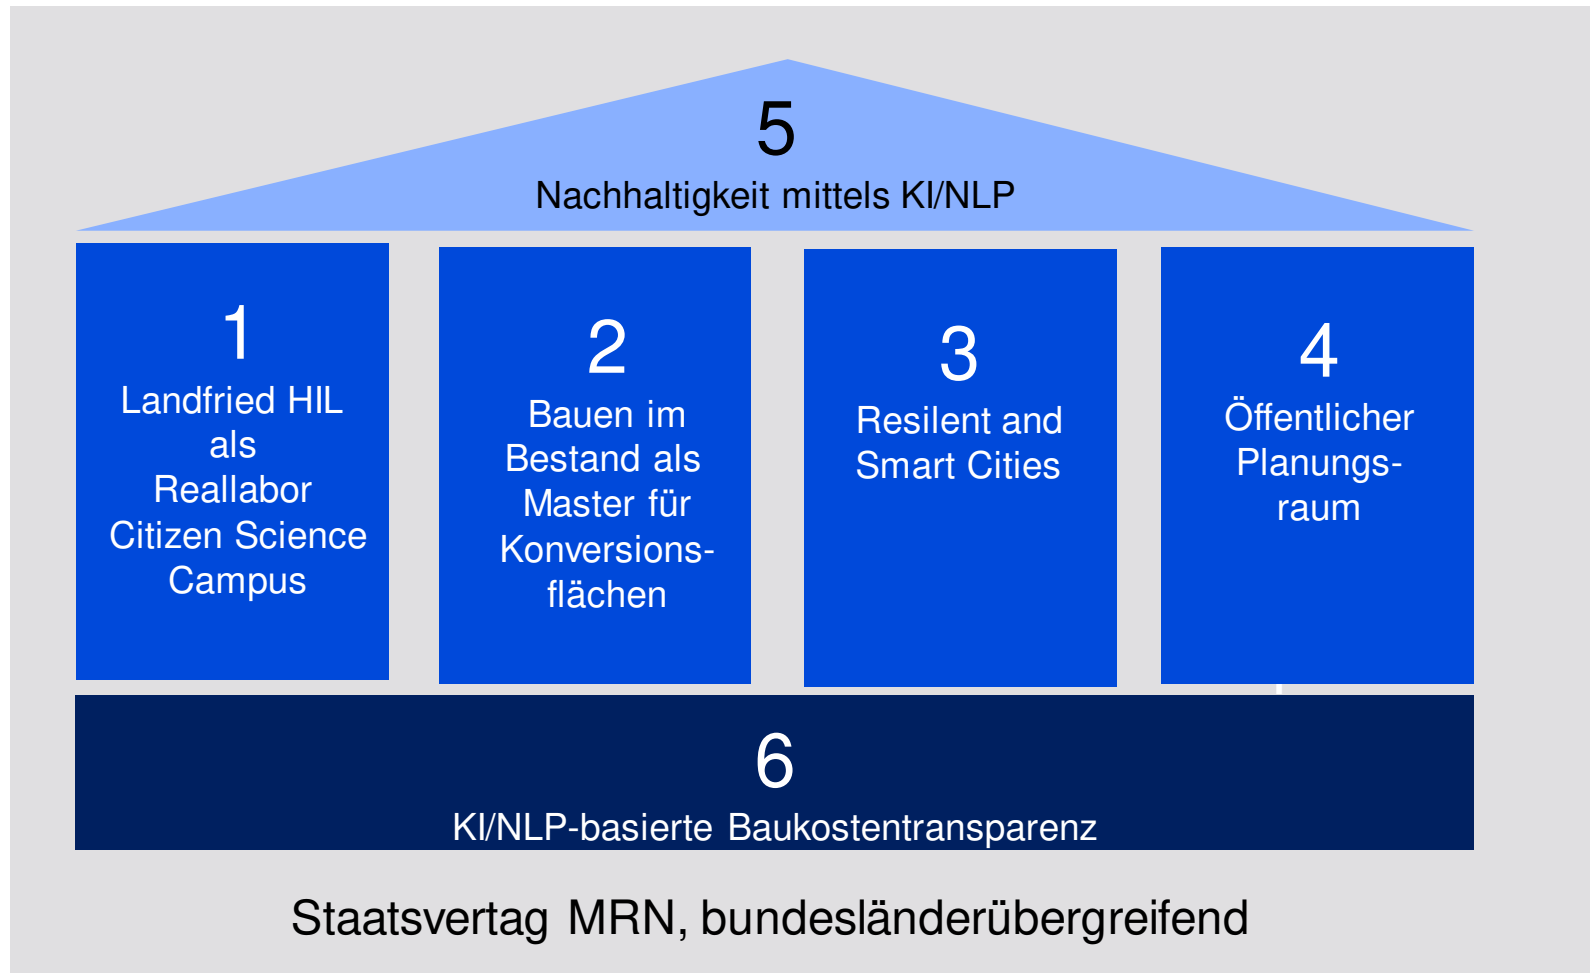 5
Nachhaltigkeit mittels KI/NLP
1
Landfried HIL
als
Reallabor
Citizen Science
Campus
2
Bauen im
Bestand als
Master für
Konversions-
flächen
3
Resilent and
Smart Cities
4
Öffentlicher
Planungs-
raum
6
KI/NLP-basierte Baukostentransparenz
Staatsvertag MRN, bundesländerübergreifend